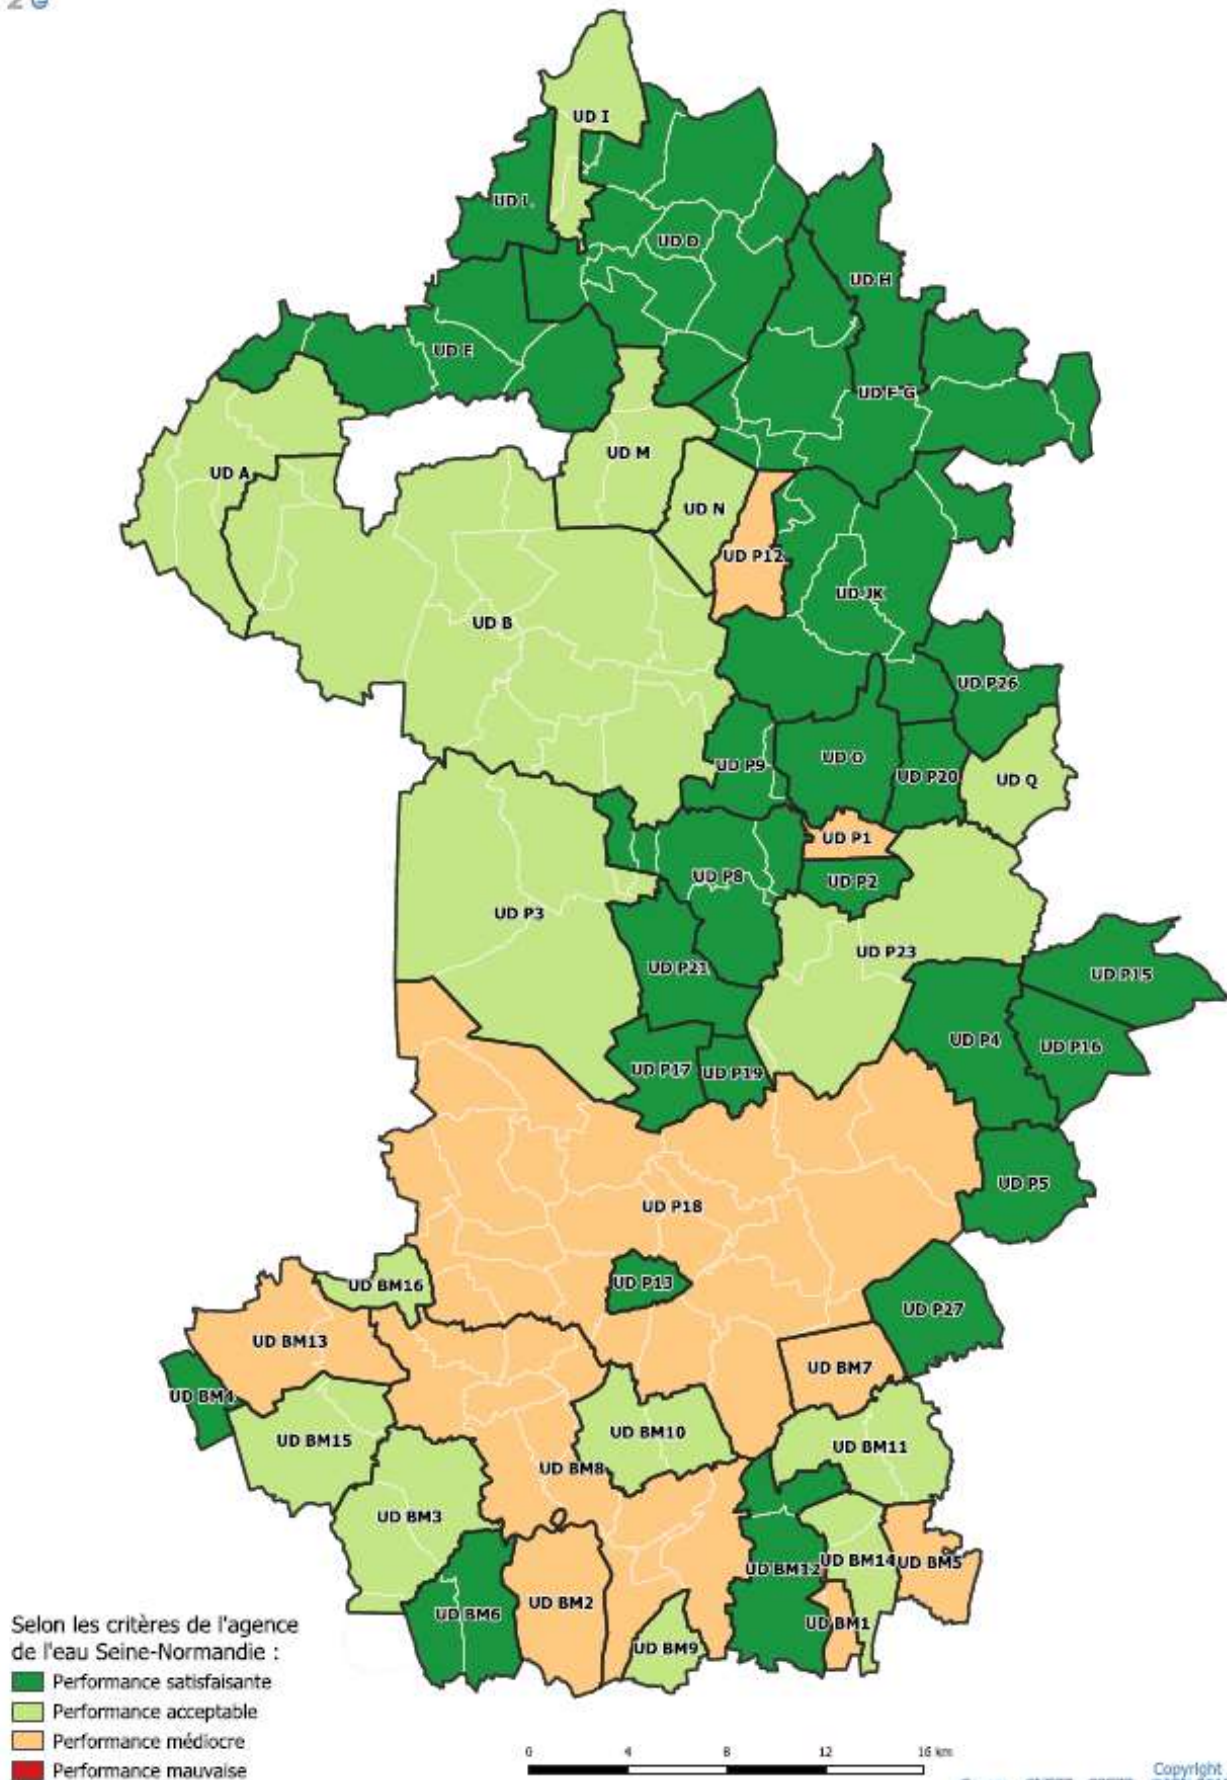 UD I
UD L
UD D
UD H
UD E
UD F-G
UD M
UD A
UD N
UD P12
UD JK
UD B
UD P26
UD P9
UD O
UD P20
UD Q
UD P1
UD P8
UD P2
UD P3
UD P23
UD P21
UD P15
UD P4
UD P16
UD P17
UD P19
UD P5
UD P18
UD P13
UD BM16
UD P27
UD BM13
UD BM7
UD BM4
UD BM10
UD BM15
UD BM11
UD BM8
UD BM3
UD BM12
UD BM14
UD BM5
UD BM2
UD BM6
UD BM1
UD BM9
Selon les critères de l'agence
de l'eau Seine-Normandie :
Performance satisfaisante
Performance acceptable
Performance médiocre
Performance mauvaise
0 4 8 12 16 km
Copyright